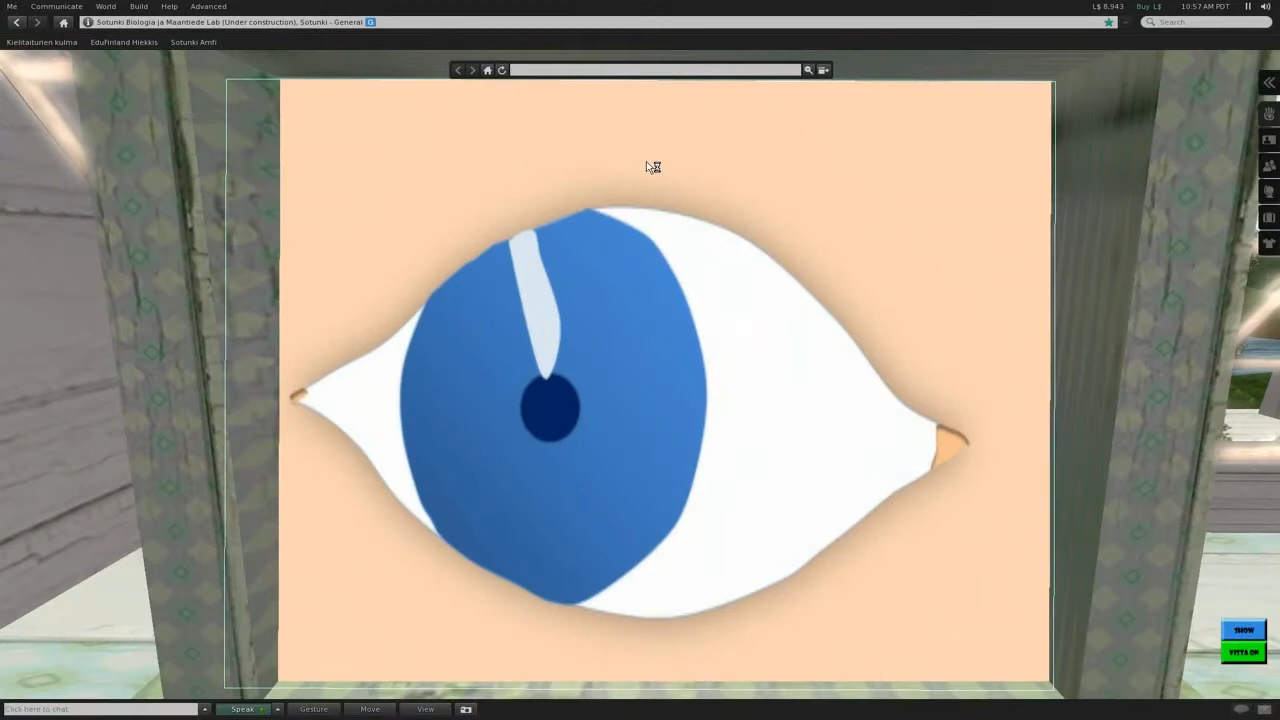 Me Communicate World Build Help Advanced L$ 8,943 Buy L$ 10:57 AM PDT
Sotunki Biologia ja Maantiede Lab (Under construction), Sotunki - General G Search
Kielitaiturien kulma EduFinland Hiekkis Sotunki Amfi
SHOW
VIITTA ON
Click here to chat. Speak Gesture Move View